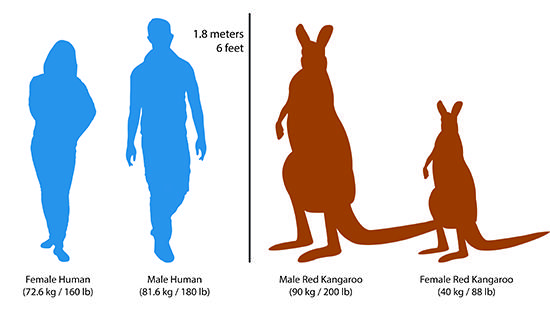 1.8 meters
6 feet
Female Human
(72.6 kg / 160 lb)
Male Human
(81.6 kg / 180 lb)
Male Red Kangaroo
(90 kg / 200 lb)
Female Red Kangaroo
(40 kg / 88 lb)